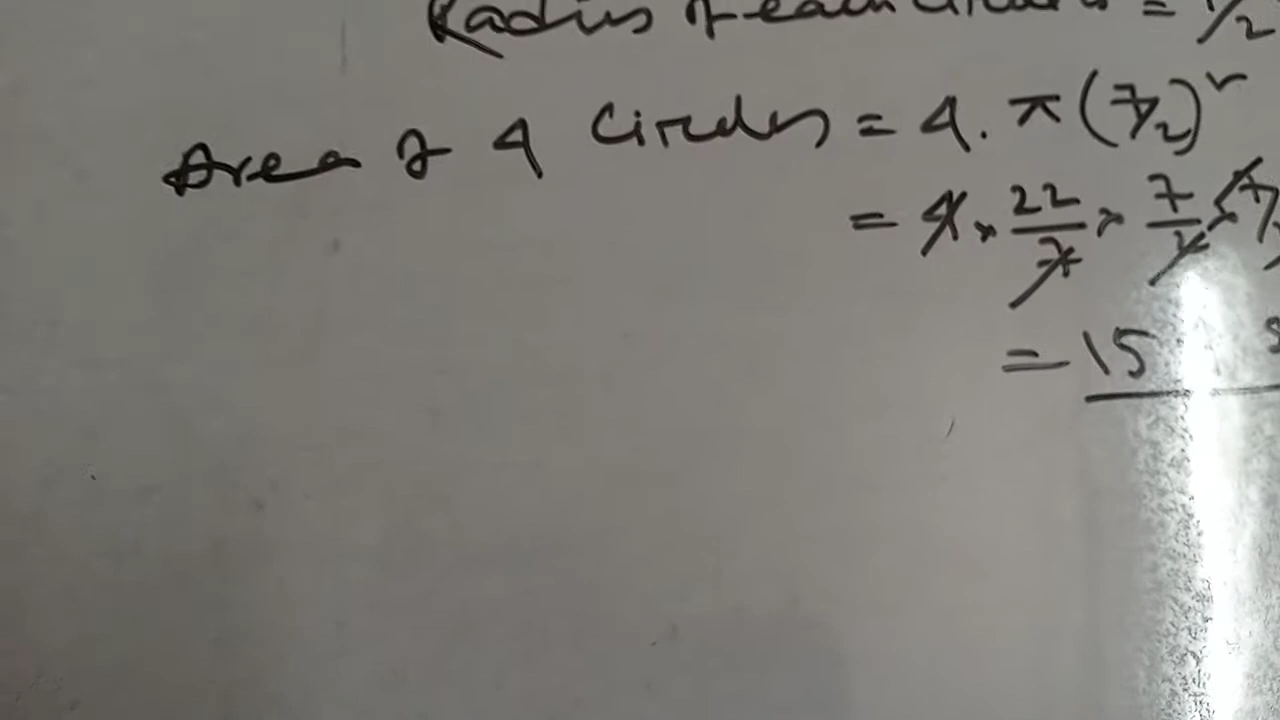 Radius of each circle is = 7/2
Area of 4 Circles = 4. π (7/2)²
= 4 × 22/7 × 7/2 × 7/2
= 15